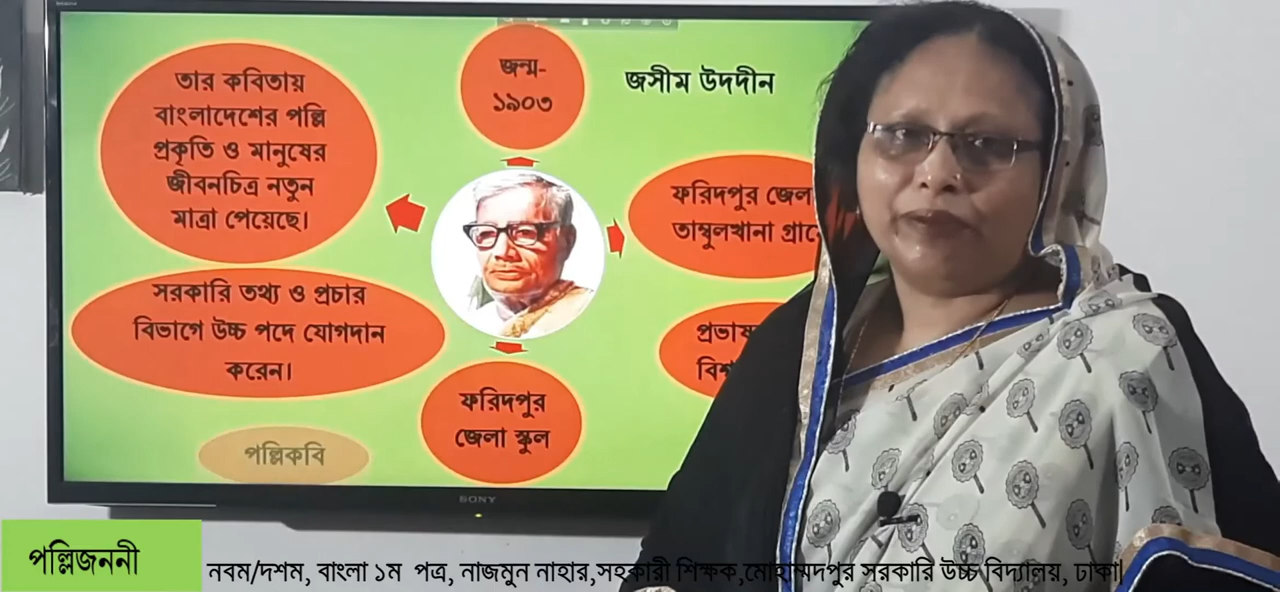 জসীম উদদীন
জন্ম-
১৯০৩
তার কবিতায়
বাংলাদেশের পল্লি
প্রকৃতি ও মানুষের
জীবনচিত্র নতুন
মাত্রা পেয়েছে।
ফরিদপুর
তাম্বুলখানা
সরকারি তথ্য ও প্রচার
বিভাগে উচ্চ পদে যোগদান
করেন।
ফরিদপুর
জেলা স্কুল
পল্লিকবি
SONY
পল্লিজননী
নবম/দশম, বাংলা ১ম পত্র, নাজমুন নাহার,সহকারী শিক্ষক,মোহাম্মদপুর সরকারি উচ্চ বিদ্যালয়, ঢাকা|